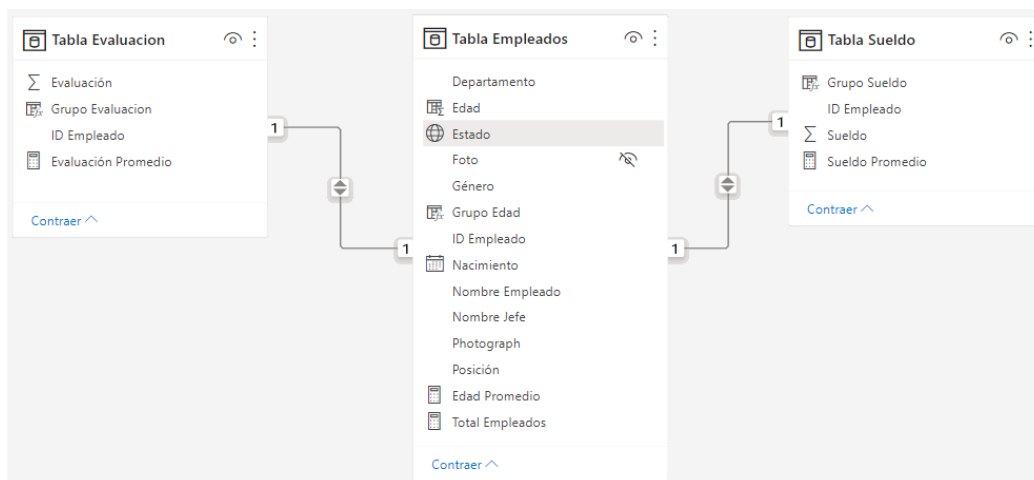 Tabla Evaluacion
Evaluación
Grupo Evaluacion
ID Empleado
Evaluación Promedio
Contraer
1
1
Tabla Empleados
Departamento
Edad
Estado
Foto
Género
Grupo Edad
ID Empleado
Nacimiento
Nombre Empleado
Nombre Jefe
Photograph
Posición
Edad Promedio
Total Empleados
Contraer
1
1
Tabla Sueldo
Grupo Sueldo
ID Empleado
Sueldo
Sueldo Promedio
Contraer